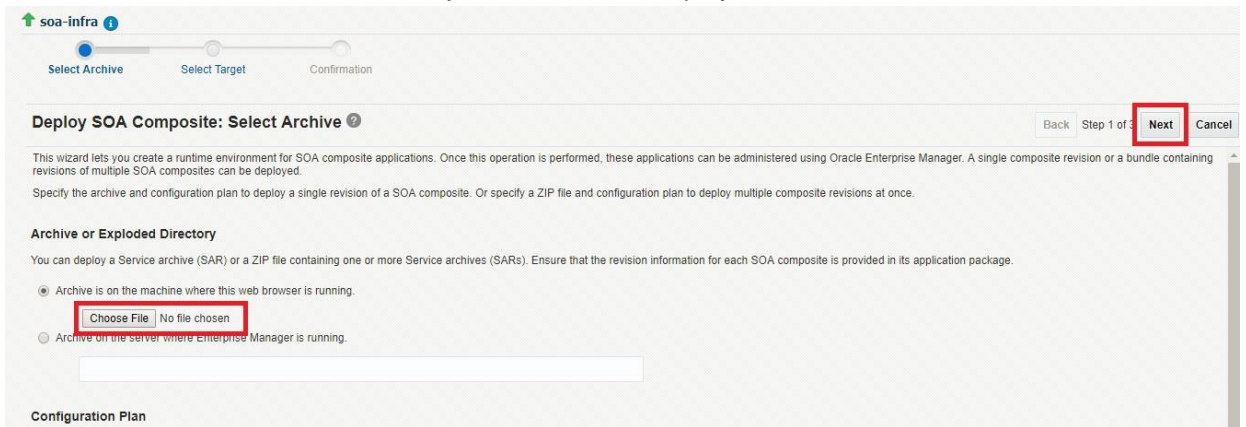 soa-infra
Select Archive Select Target Confirmation
Deploy SOA Composite: Select Archive
Back Step 1 of 3 Next Cancel
This wizard lets you create a runtime environment for SOA composite applications. Once this operation is performed, these applications can be administered using Oracle Enterprise Manager. A single composite revision or a bundle containing
revisions of multiple SOA composites can be deployed.
Specify the archive and configuration plan to deploy a single revision of a SOA composite. Or specify a ZIP file and configuration plan to deploy multiple composite revisions at once.
Archive or Exploded Directory
You can deploy a Service archive (SAR) or a ZIP file containing one or more Service archives (SARs). Ensure that the revision information for each SOA composite is provided in its application package.
Archive is on the machine where this web browser is running.
Choose File No file chosen
Archive on the server where Enterprise Manager is running.
Configuration Plan